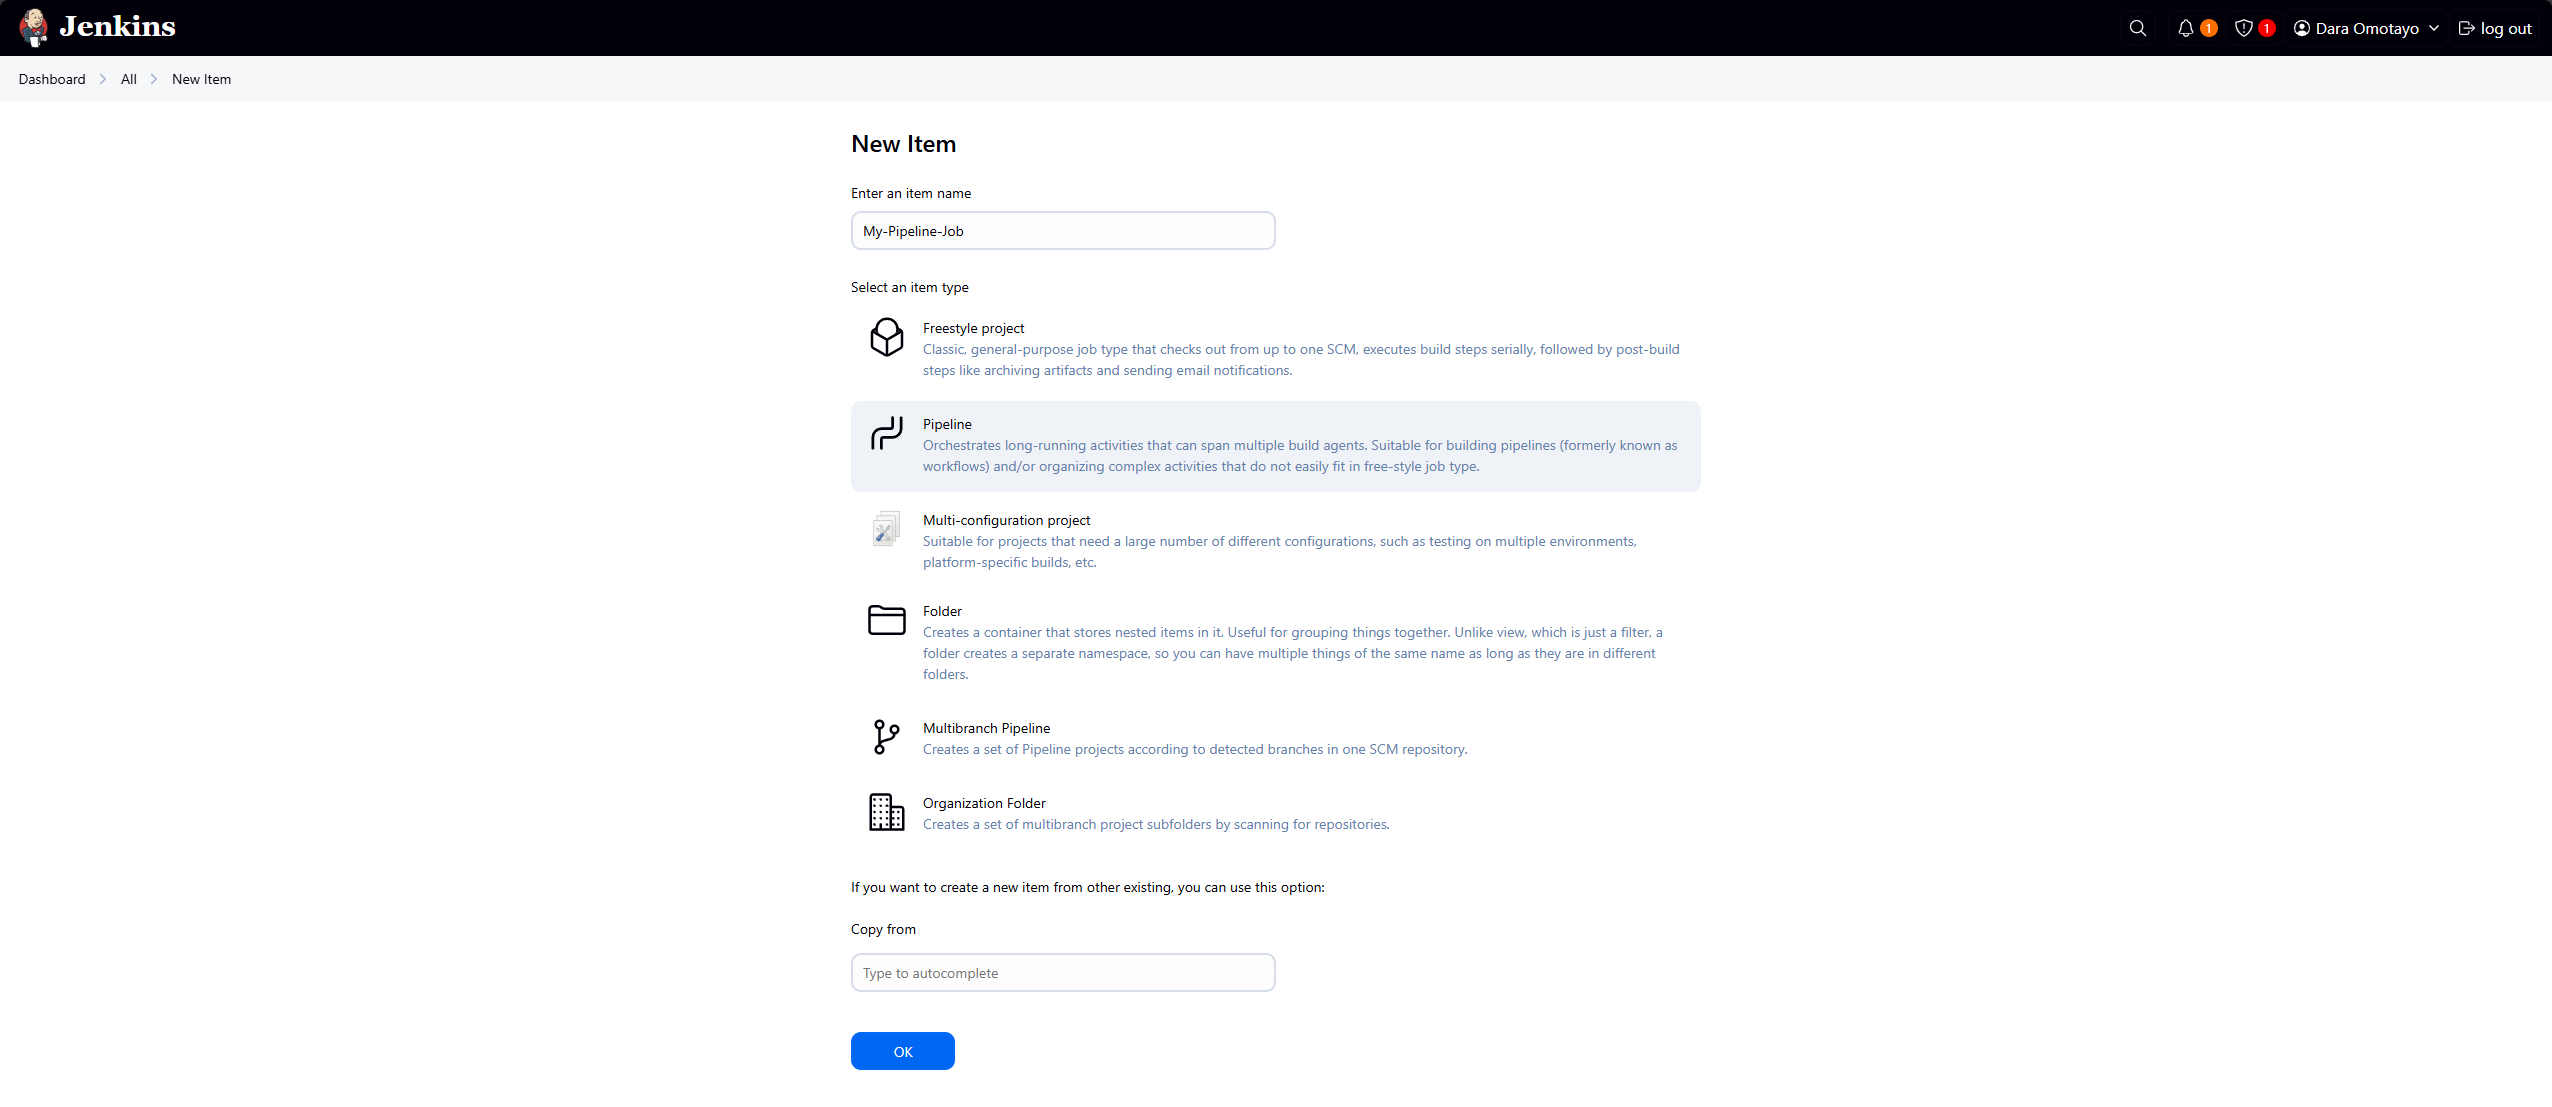 Jenkins
1
1
Dara Omotayo
log out
Dashboard
All
New Item
New Item
Enter an item name
My-Pipeline-Job
Select an item type
Freestyle project
Classic, general-purpose job type that checks out from up to one SCM, executes build steps serially, followed by post-build
steps like archiving artifacts and sending email notifications.
Pipeline
Orchestrates long-running activities that can span multiple build agents. Suitable for building pipelines (formerly known as
workflows) and/or organizing complex activities that do not easily fit in free-style job type.
Multi-configuration project
Suitable for projects that need a large number of different configurations, such as testing on multiple environments,
platform-specific builds, etc.
Folder
Creates a container that stores nested items in it. Useful for grouping things together. Unlike view, which is just a filter, a
folder creates a separate namespace, so you can have multiple things of the same name as long as they are in different
folders.
Multibranch Pipeline
Creates a set of Pipeline projects according to detected branches in one SCM repository.
Organization Folder
Creates a set of multibranch project subfolders by scanning for repositories.
If you want to create a new item from other existing, you can use this option:
Copy from
Type to autocomplete
OK